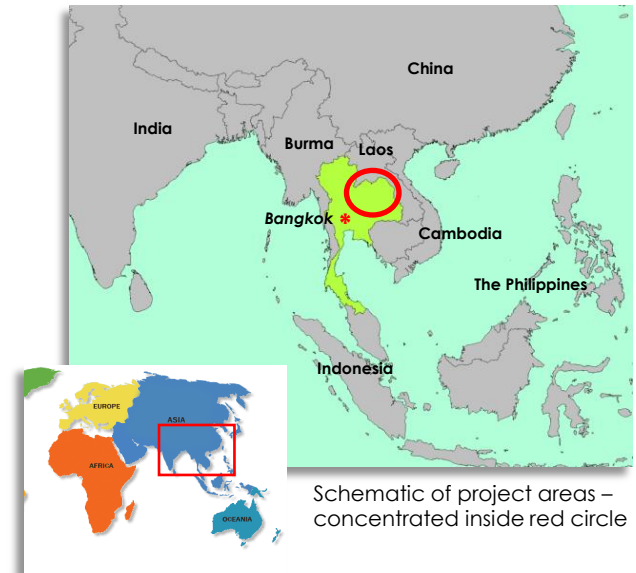 China
India
Burma
Laos
Bangkok *
Cambodia
The Philippines
Indonesia
EUROPE
ASIA
AFRICA
OCEANIA
Schematic of project areas –
concentrated inside red circle